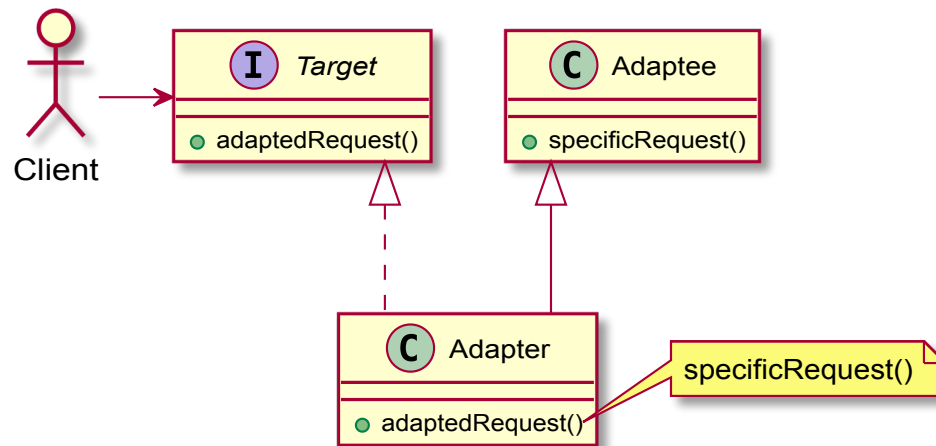 I Target
C Adaptee
adaptedRequest()
specificRequest()
Client
C Adapter
specificRequest()
adaptedRequest()